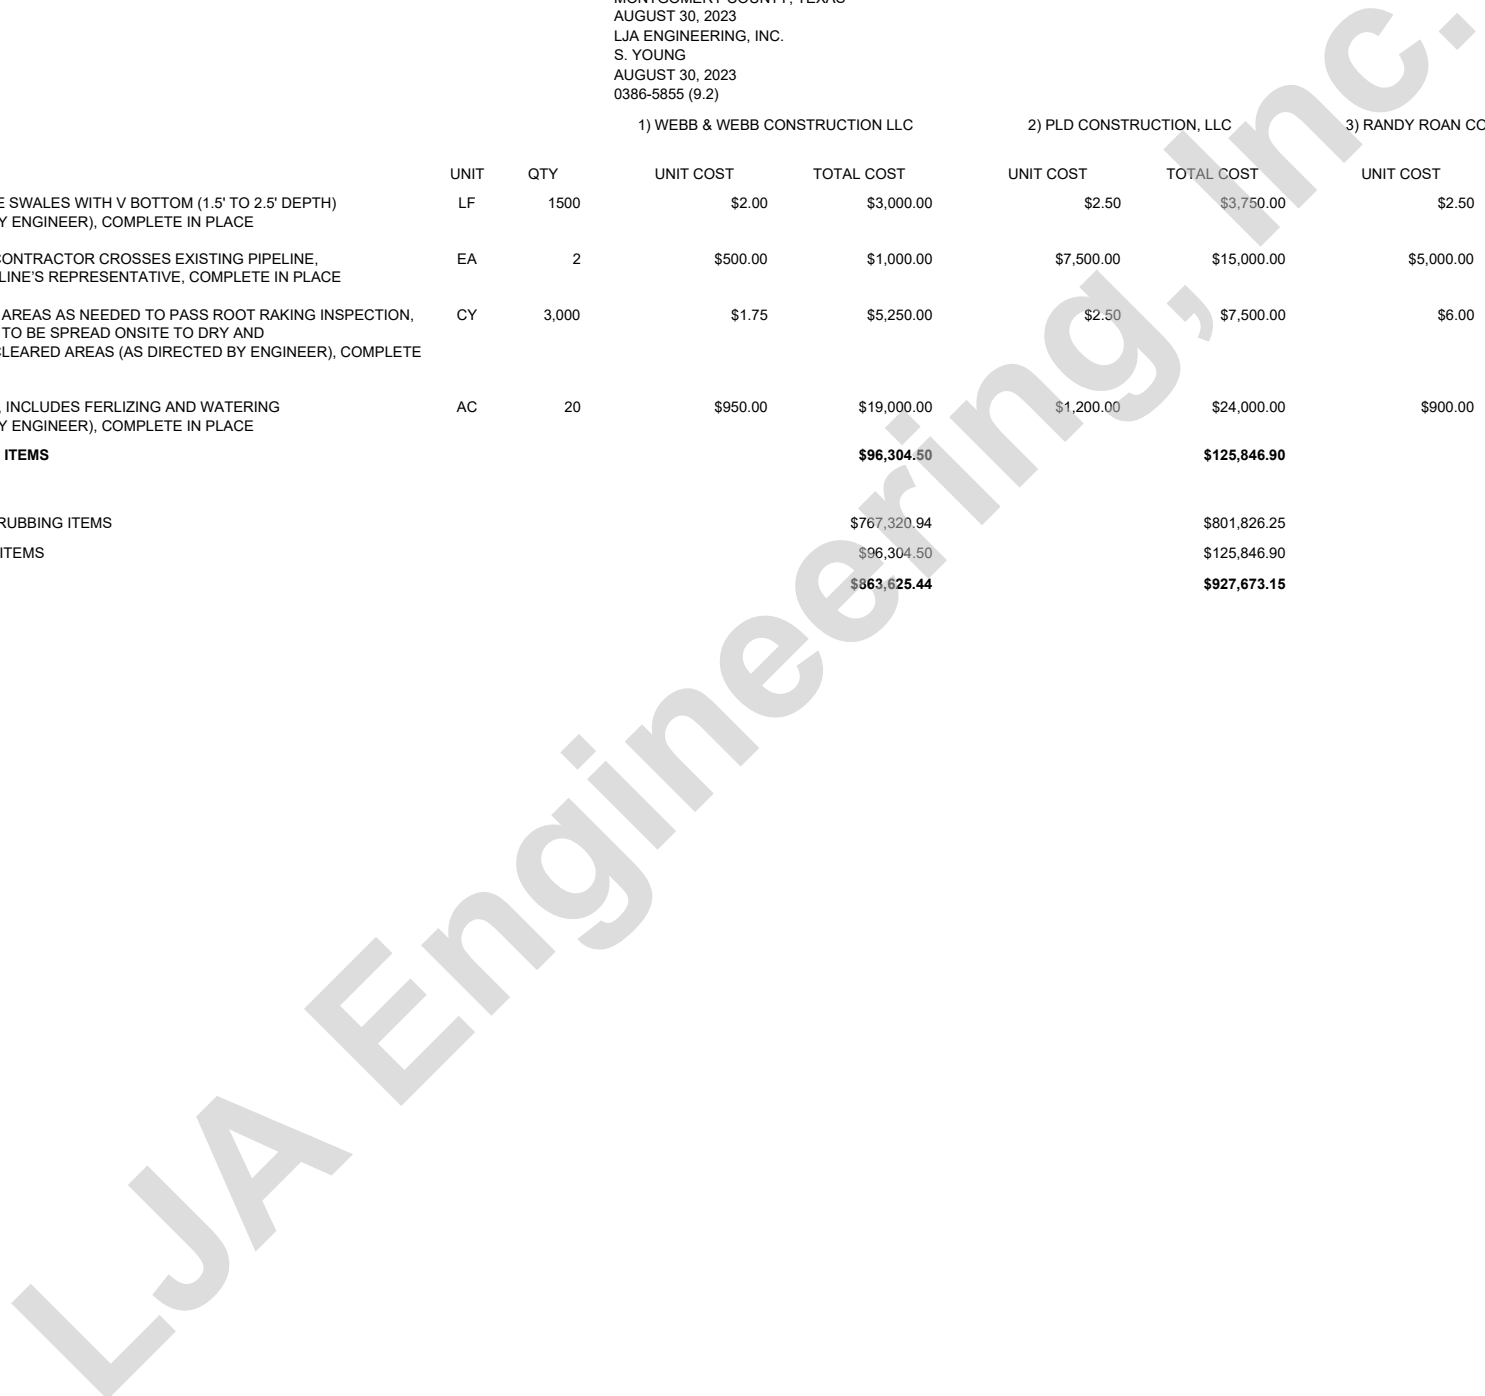 MONTGOMERY COUNTY, TEXAS
AUGUST 30, 2023
LJA ENGINEERING, INC.
S. YOUNG
AUGUST 30, 2023
0386-5855 (9.2)
1) WEBB & WEBB CONSTRUCTION LLC 2) PLD CONSTRUCTION, LLC 3) RANDY ROAN CO
UNIT QTY UNIT COST TOTAL COST UNIT COST TOTAL COST UNIT COST
E SWALES WITH V BOTTOM (1.5' TO 2.5' DEPTH) LF 1500 $2.00 $3,000.00 $2.50 $3,750.00 $2.50
Y ENGINEER), COMPLETE IN PLACE
CONTRACTOR CROSSES EXISTING PIPELINE, EA 2 $500.00 $1,000.00 $7,500.00 $15,000.00 $5,000.00
LINE’S REPRESENTATIVE, COMPLETE IN PLACE
AREAS AS NEEDED TO PASS ROOT RAKING INSPECTION, CY 3,000 $1.75 $5,250.00 $2.50 $7,500.00 $6.00
TO BE SPREAD ONSITE TO DRY AND
CLEARED AREAS (AS DIRECTED BY ENGINEER), COMPLETE
, INCLUDES FERLIZING AND WATERING AC 20 $950.00 $19,000.00 $1,200.00 $24,000.00 $900.00
Y ENGINEER), COMPLETE IN PLACE
ITEMS $96,304.50 $125,846.90
RUBBING ITEMS $767,320.94 $801,826.25
ITEMS $96,304.50 $125,846.90
$863,625.44 $927,673.15
LJA Engineering, Inc.